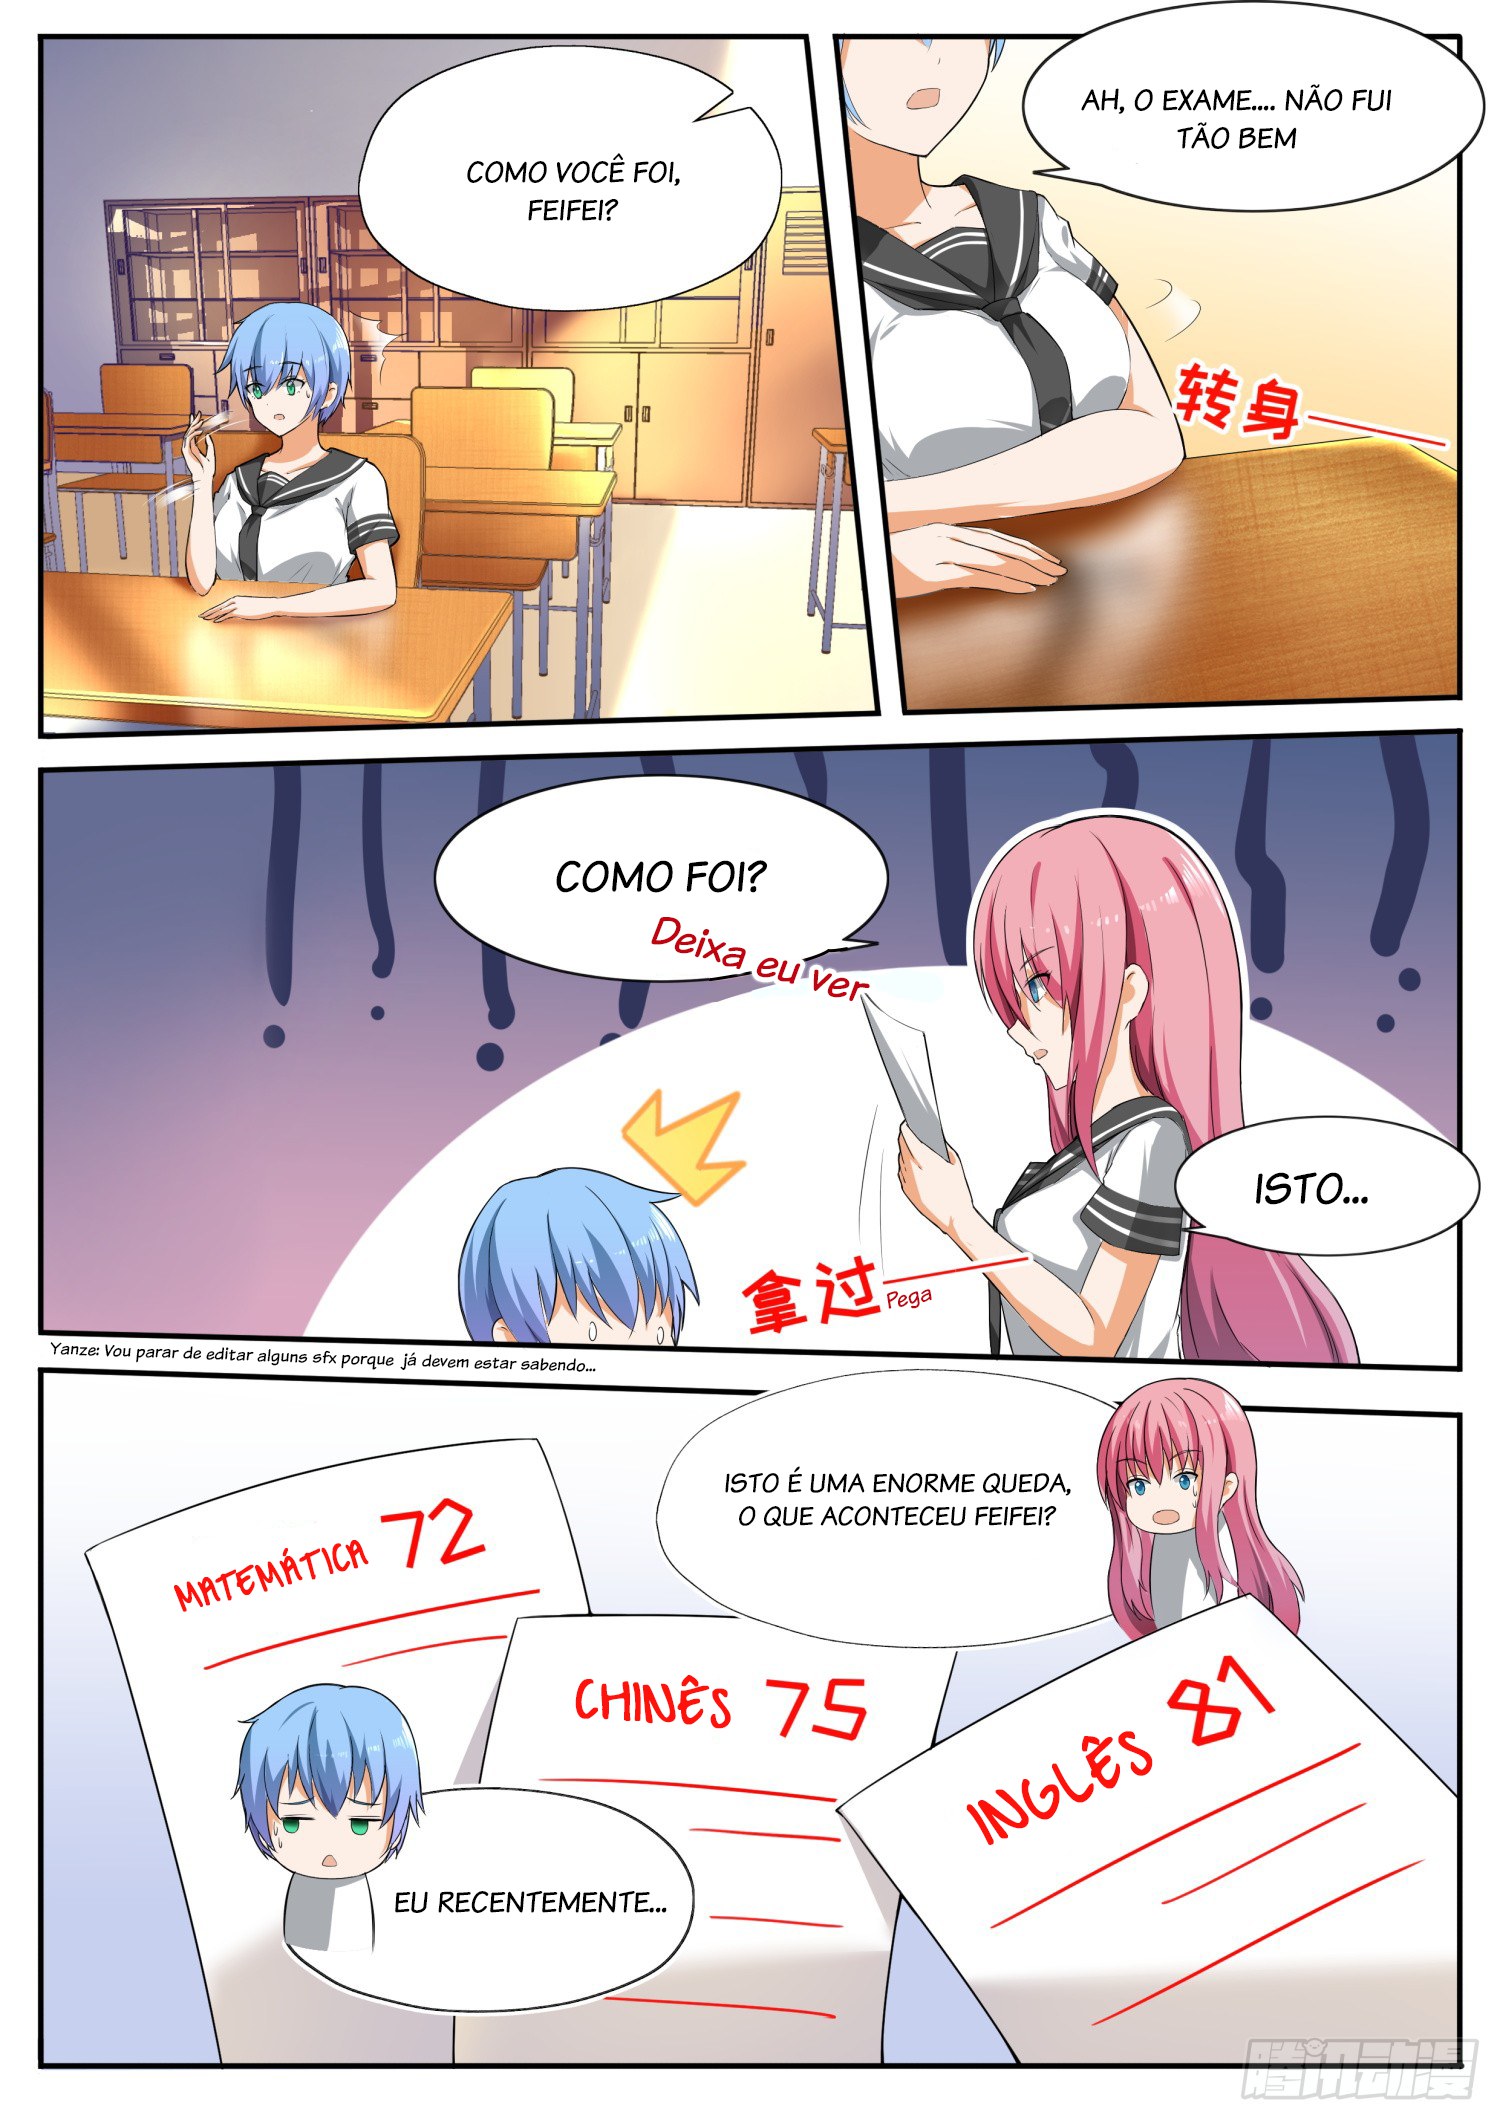 COMO VOCÊ FOI,
FEIFEI?
AH, O EXAME.... NÃO FUI
TÃO BEM
转身
COMO FOI?
Deixa eu ver
ISTO...
拿过
Pega
Yanze: Vou parar de editar alguns sfx porque já devem estar sabendo...
ISTO É UMA ENORME QUEDA,
O QUE ACONTECEU FEIFEI?
MATEMÁTICA 72
CHINÊS 75
INGLÊS 81
EU RECENTEMENTE...
腾讯动漫